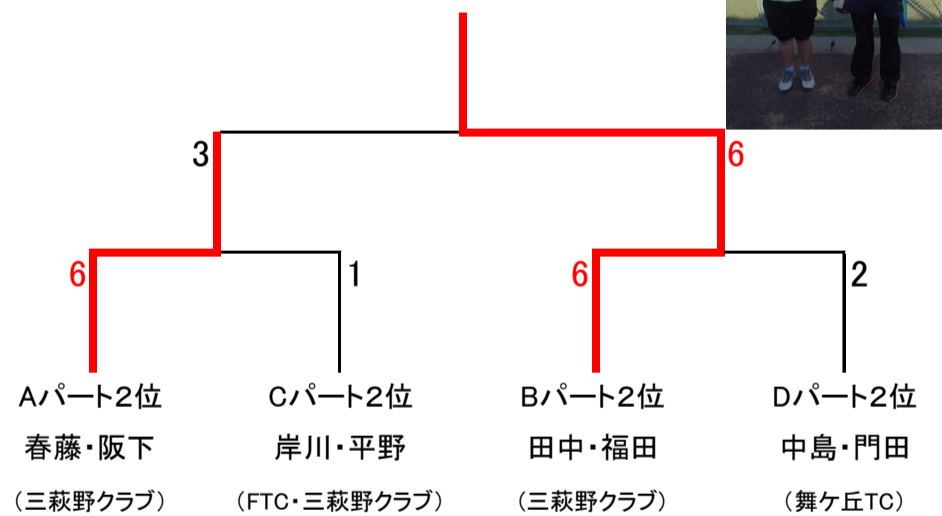 3
6
6
1
6
2
Aパート2位
Cパート2位
Bパート2位
Dパート2位
春藤・阪下
岸川・平野
田中・福田
中島・門田
（三萩野クラブ）
（FTC・三萩野クラブ）
（三萩野クラブ）
（舞ケ丘TC）